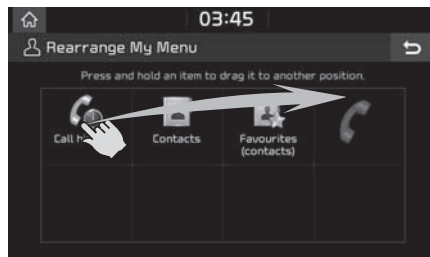 03:45
Rearrange My Menu
Press and hold an item to drag it to another position.
Call
Contacts
Favourites
(contacts)